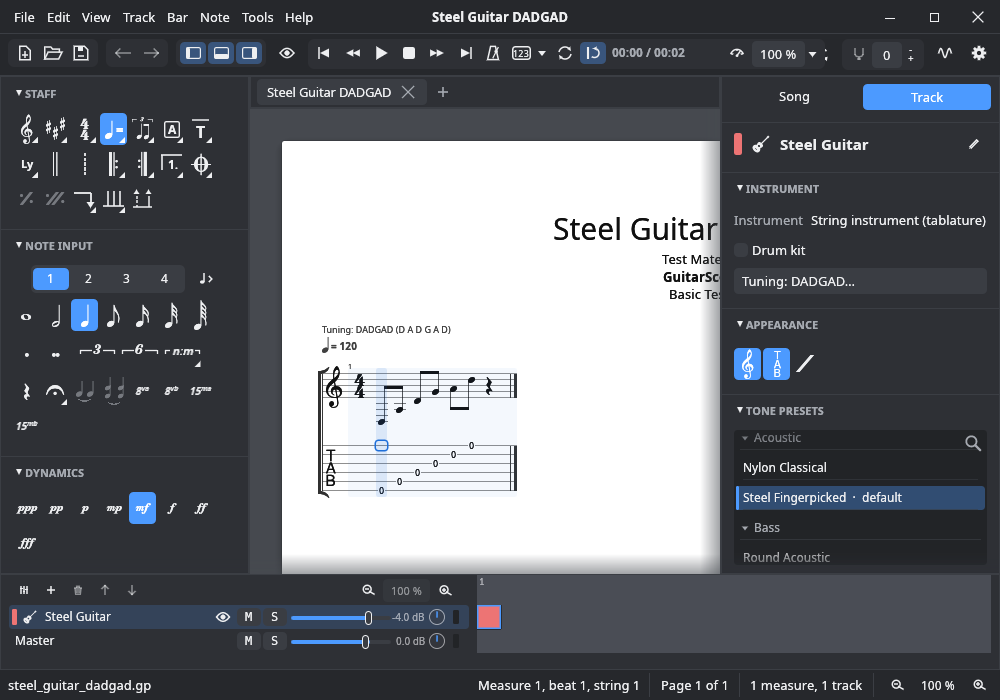 File Edit View Track Bar Note Tools Help
Steel Guitar DADGAD
123
00:00 / 00:02
100 %
0
STAFF
A
T
Ly
1.
NOTE INPUT
1 2 3 4
3 6 n:m
8va 8vb 15ma
15mb
DYNAMICS
ppp pp p mp mf f ff
fff
Steel Guitar DADGAD
Steel Guitar
Test Mate
GuitarSc
Basic Tes
Tuning: DADGAD (D A D G A D)
= 120
1
4
4
TAB
0 0 0 0 0 0
Song Track
Steel Guitar
INSTRUMENT
Instrument String instrument (tablature)
Drum kit
Tuning: DADGAD...
APPEARANCE
TAB
TONE PRESETS
Acoustic
Nylon Classical
Steel Fingerpicked · default
Bass
Round Acoustic
100 %
1
Steel Guitar M S -4.0 dB
Master M S 0.0 dB
steel_guitar_dadgad.gp
Measure 1, beat 1, string 1
Page 1 of 1
1 measure, 1 track
100 %